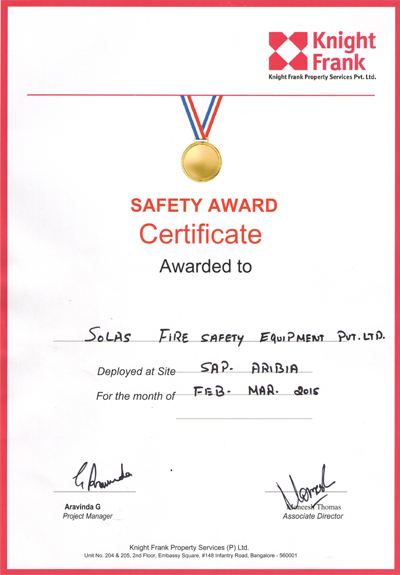 Knight
Frank
Knight Frank Property Services Pvt. Ltd.
SAFETY AWARD
Certificate
Awarded to
SOLAS FIRE SAFETY EQUIPMENT PVT. LTD.
Deployed at Site SAP. ARIBIA
For the month of FEB- MAR. 2015
G Aravinda
Aravinda G
Project Manager
Maneesh Thomas
Associate Director
Knight Frank Property Services (P) Ltd.
Unit No. 204 & 205, 2nd Floor, Embassy Square, #148 Infantry Road, Bangalore - 560001